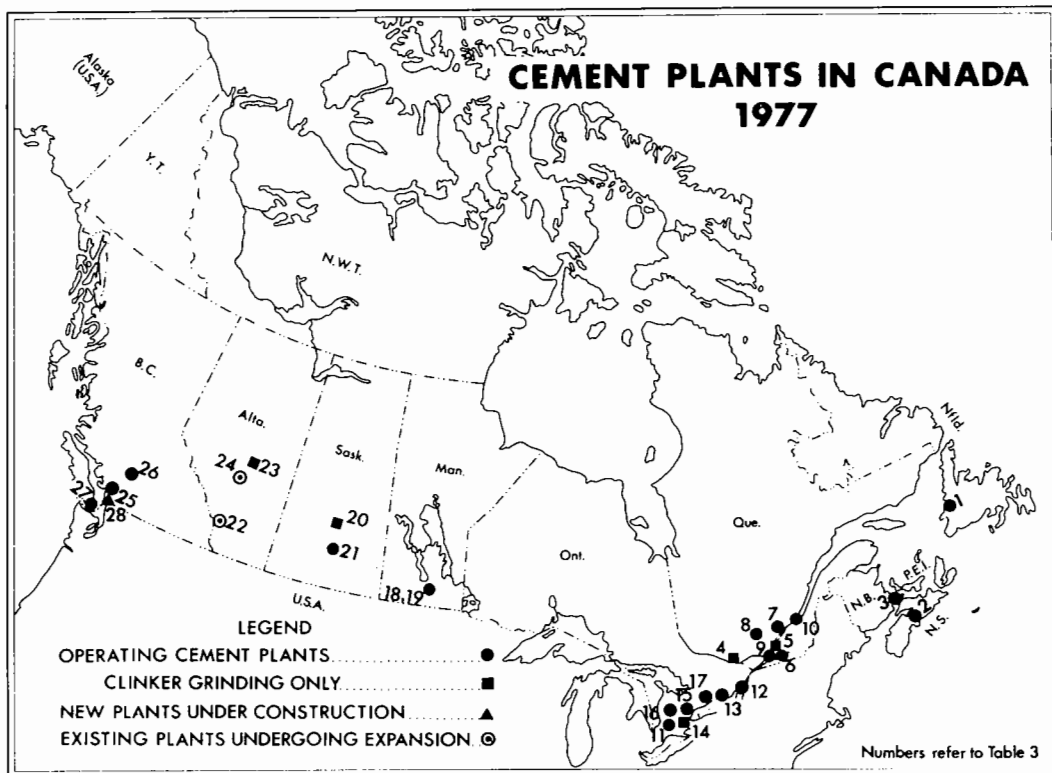 CEMENT PLANTS IN CANADA
1977
Alaska
(U.S.A.)
Y.T.
N.W.T.
B.C.
Alta.
Sask.
Man.
Ont.
Que.
Nfld.
P.E.I.
N.B.
N.S.
U.S.A.
1
2
3
4
5
6
7
8
9
10
11
12
13
14
15
16
17
18,19
20
21
22
23
24
25
26
27
28
LEGEND
OPERATING CEMENT PLANTS
CLINKER GRINDING ONLY
NEW PLANTS UNDER CONSTRUCTION
EXISTING PLANTS UNDERGOING EXPANSION
Numbers refer to Table 3